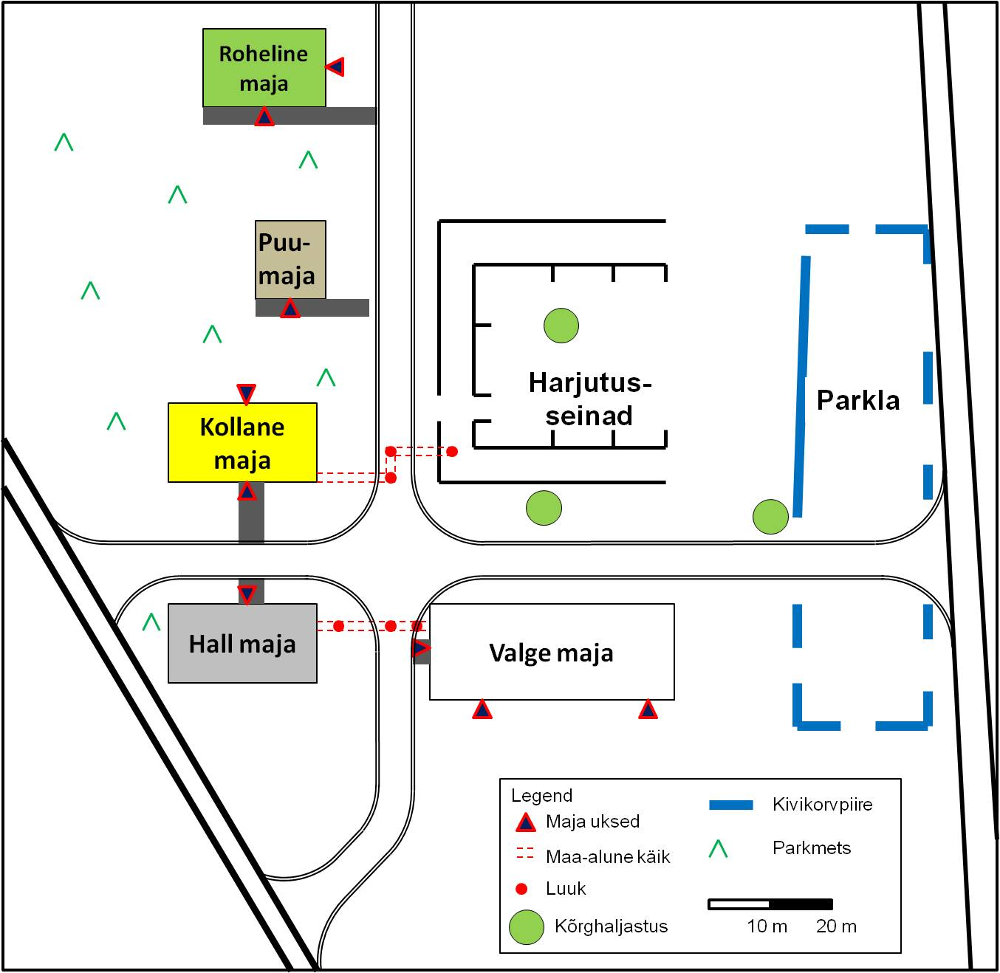 Roheline
maja
Puu-
maja
Kollane
maja
Harjutus-
seinad
Parkla
Hall maja
Valge maja
Legend
Maja uksed
Maa-alune käik
Luuk
Kõrghaljastus
Kivikorvpiire
Parkmets
10 m 20 m